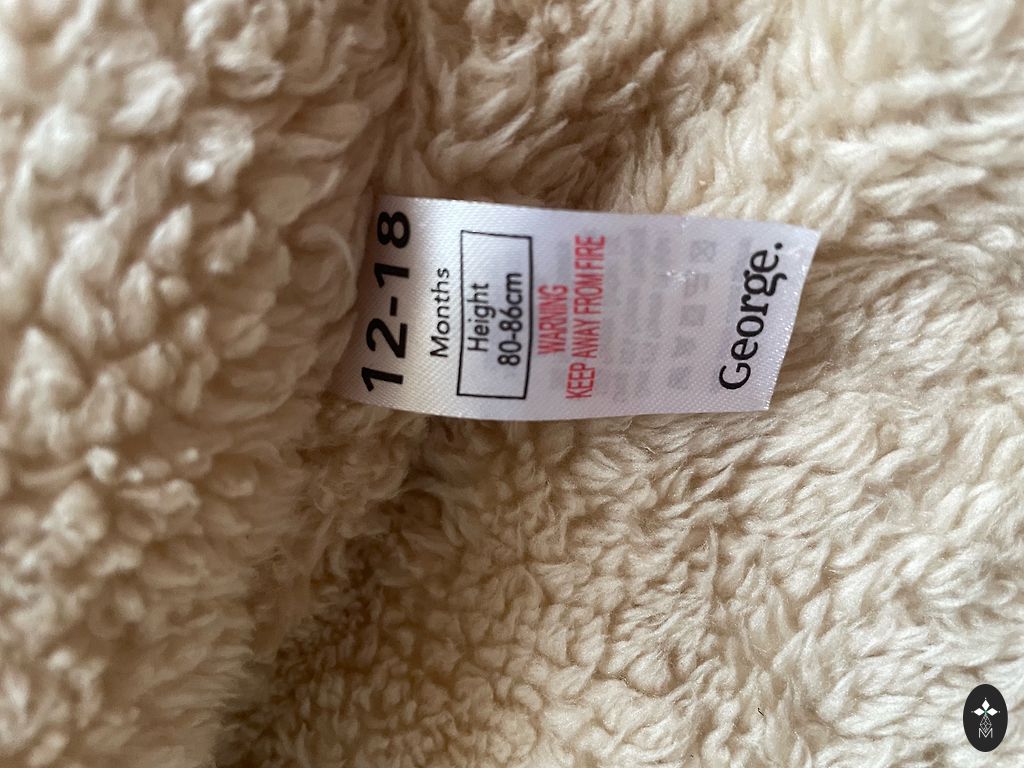 12-18
Months
Height
80-86cm
WARNING
KEEP AWAY FROM FIRE
George.
M